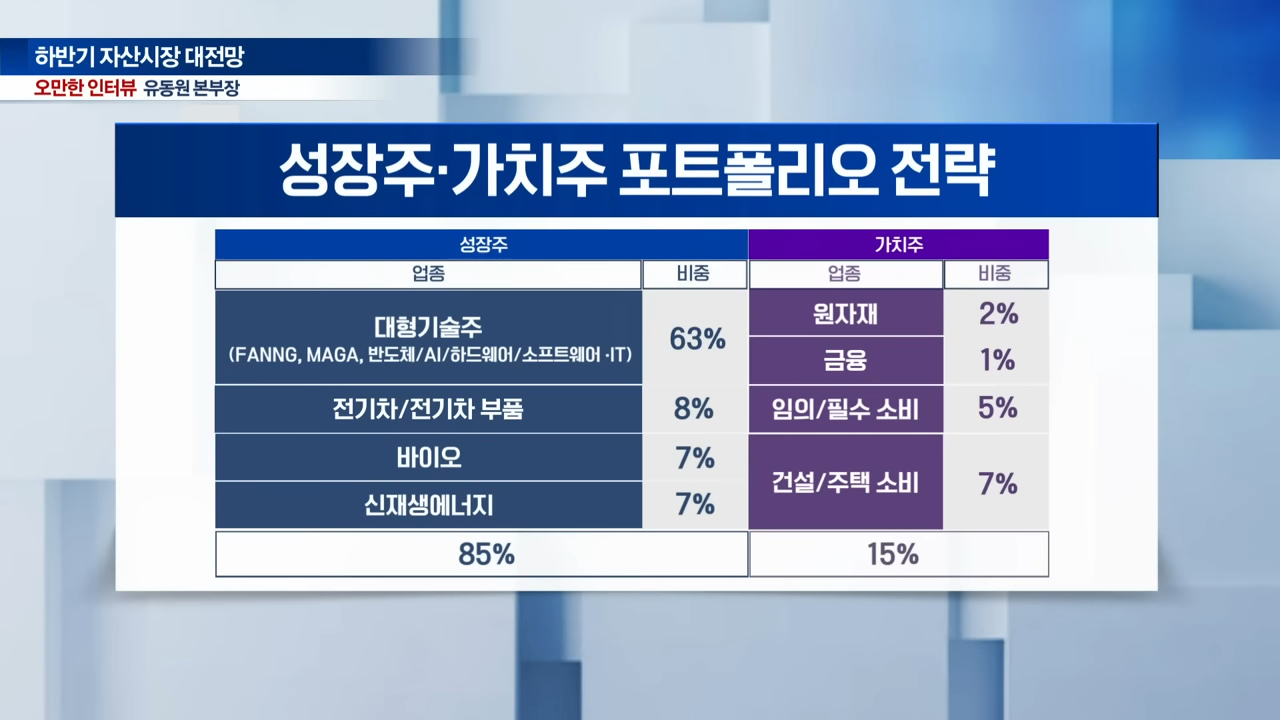 하반기 자산시장 대전망
오만한 인터뷰 유동원 본부장
성장주·가치주 포트폴리오 전략
성장주 가치주
업종 비중 업종 비중
대형기술주
(FANNG, MAGA, 반도체/AI/하드웨어/소프트웨어·IT)
63%
원자재 2%
금융 1%
전기차/전기차 부품 8% 임의/필수 소비 5%
바이오 7%
신재생에너지 7%
건설/주택 소비 7%
85% 15%